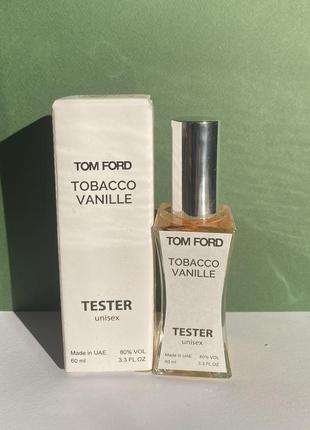 TOM FORD
TOBACCO
VANILLE
TESTER
unisex
Made in UAE 80% VOL
60 ml 3.3 FL.OZ
TOM FORD
TOBACCO
VANILLE
TESTER
unisex
Made in UAE 80% VOL
60 ml 3.3 FL.OZ